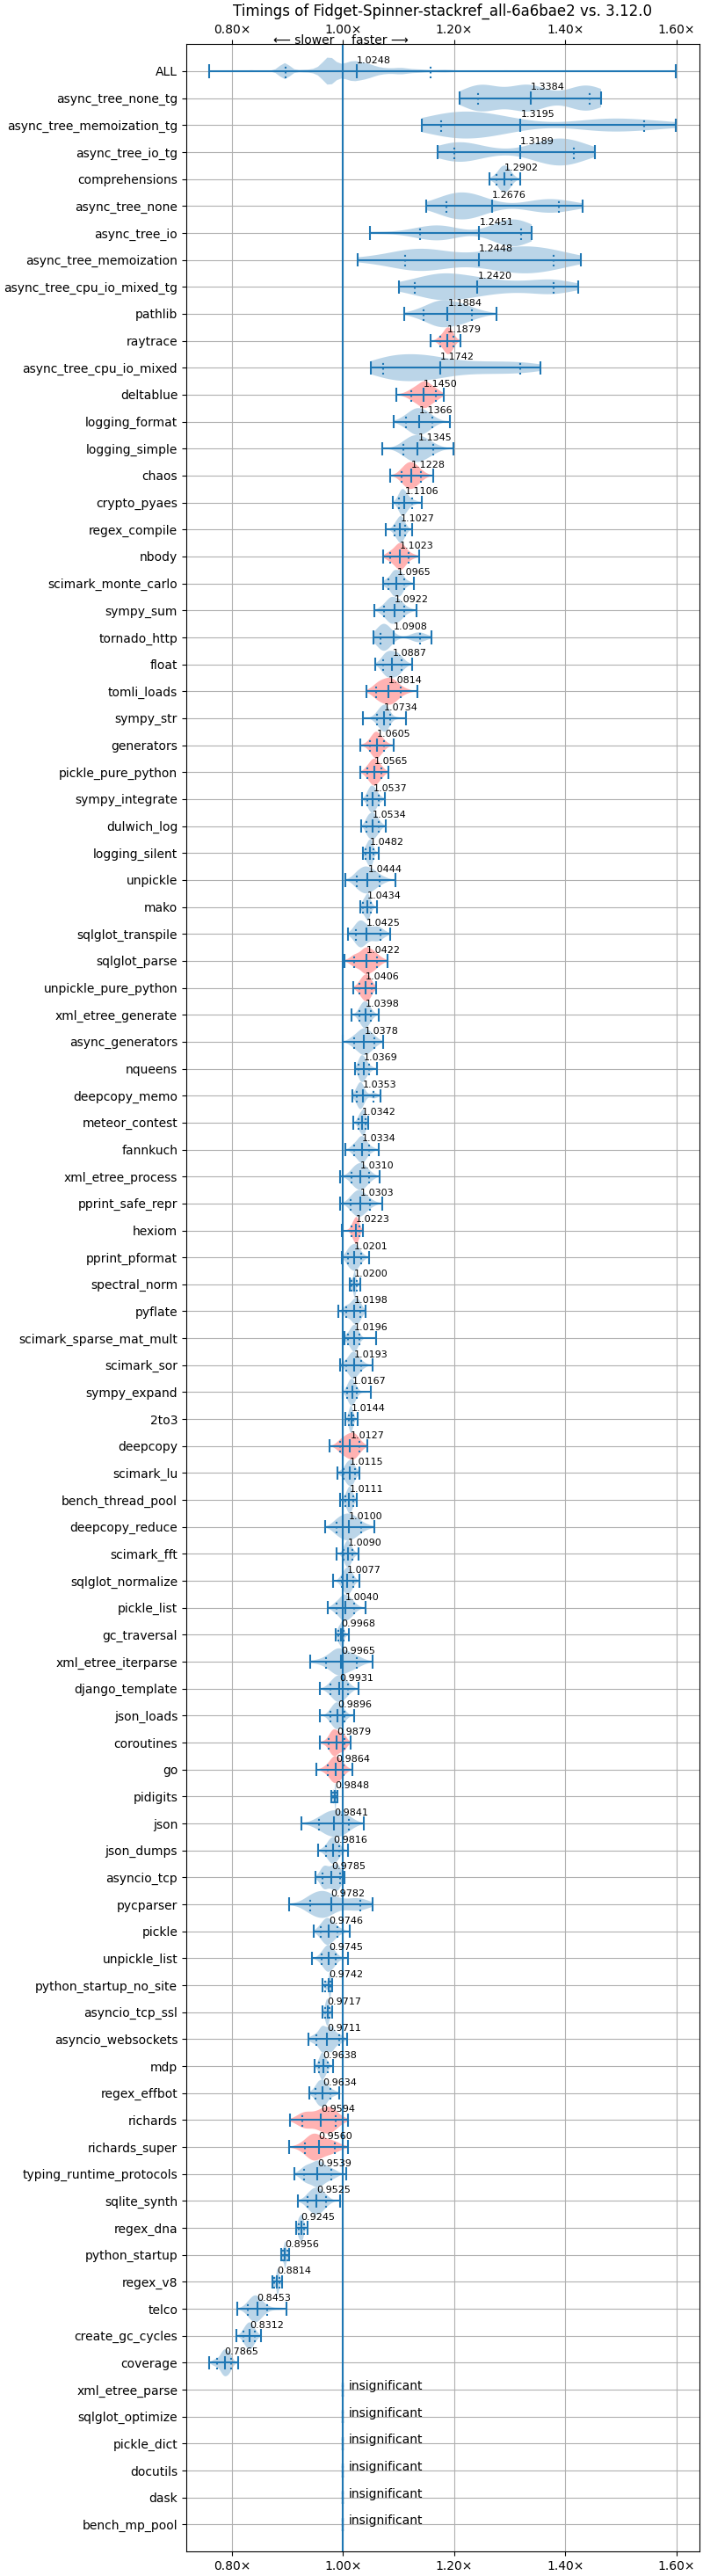 Timings of Fidget-Spinner-stackref_all-6a6bae2 vs. 3.12.0
0.80× 1.00× 1.20× 1.40× 1.60×
⟵ slower faster ⟶
ALL 1.0248
async_tree_none_tg 1.3384
async_tree_memoization_tg 1.3195
async_tree_io_tg 1.3189
comprehensions 1.2902
async_tree_none 1.2676
async_tree_io 1.2451
async_tree_memoization 1.2448
async_tree_cpu_io_mixed_tg 1.2420
pathlib 1.1884
raytrace 1.1879
async_tree_cpu_io_mixed 1.1742
deltablue 1.1450
logging_format 1.1366
logging_simple 1.1345
chaos 1.1228
crypto_pyaes 1.1106
regex_compile 1.1027
nbody 1.1023
scimark_monte_carlo 1.0965
sympy_sum 1.0922
tornado_http 1.0908
float 1.0887
tomli_loads 1.0814
sympy_str 1.0734
generators 1.0605
pickle_pure_python 1.0565
sympy_integrate 1.0537
dulwich_log 1.0534
logging_silent 1.0482
unpickle 1.0444
mako 1.0434
sqlglot_transpile 1.0425
sqlglot_parse 1.0422
unpickle_pure_python 1.0406
xml_etree_generate 1.0398
async_generators 1.0378
nqueens 1.0369
deepcopy_memo 1.0353
meteor_contest 1.0342
fannkuch 1.0334
xml_etree_process 1.0310
pprint_safe_repr 1.0303
hexiom 1.0223
pprint_pformat 1.0201
spectral_norm 1.0200
pyflate 1.0198
scimark_sparse_mat_mult 1.0196
scimark_sor 1.0193
sympy_expand 1.0167
2to3 1.0144
deepcopy 1.0127
scimark_lu 1.0115
bench_thread_pool 1.0111
deepcopy_reduce 1.0100
scimark_fft 1.0090
sqlglot_normalize 1.0077
pickle_list 1.0040
gc_traversal 0.9968
xml_etree_iterparse 0.9965
django_template 0.9931
json_loads 0.9896
coroutines 0.9879
go 0.9864
pidigits 0.9848
json 0.9841
json_dumps 0.9816
asyncio_tcp 0.9785
pycparser 0.9782
pickle 0.9746
unpickle_list 0.9745
python_startup_no_site 0.9742
asyncio_tcp_ssl 0.9717
asyncio_websockets 0.9711
mdp 0.9638
regex_effbot 0.9634
richards 0.9594
richards_super 0.9560
typing_runtime_protocols 0.9539
sqlite_synth 0.9525
regex_dna 0.9245
python_startup 0.8956
regex_v8 0.8814
telco 0.8453
create_gc_cycles 0.8312
coverage 0.7865
xml_etree_parse insignificant
sqlglot_optimize insignificant
pickle_dict insignificant
docutils insignificant
dask insignificant
bench_mp_pool insignificant
0.80× 1.00× 1.20× 1.40× 1.60×